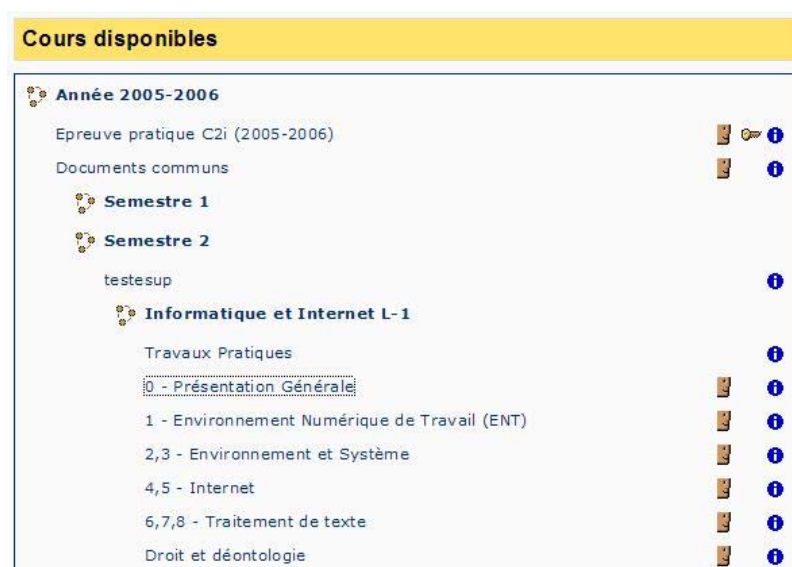 Cours disponibles
Année 2005-2006
Epreuve pratique C2i (2005-2006)
Documents communs
Semestre 1
Semestre 2
testesup
Informatique et Internet L-1
Travaux Pratiques
0 - Présentation Générale
1 - Environnement Numérique de Travail (ENT)
2,3 - Environnement et Système
4,5 - Internet
6,7,8 - Traitement de texte
Droit et déontologie